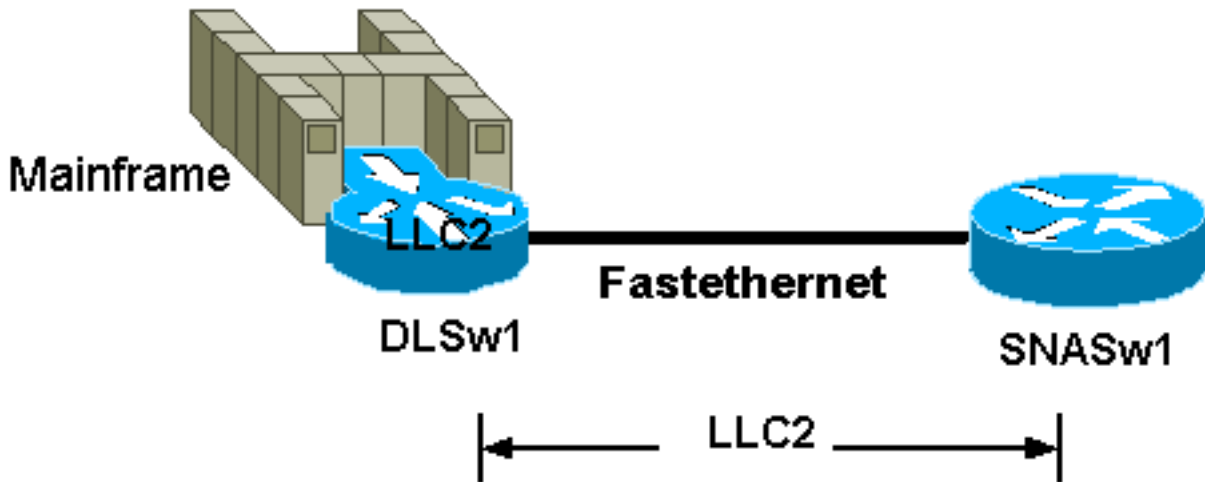 Mainframe
LLC2
Fastethernet
DLSw1
SNASw1
LLC2